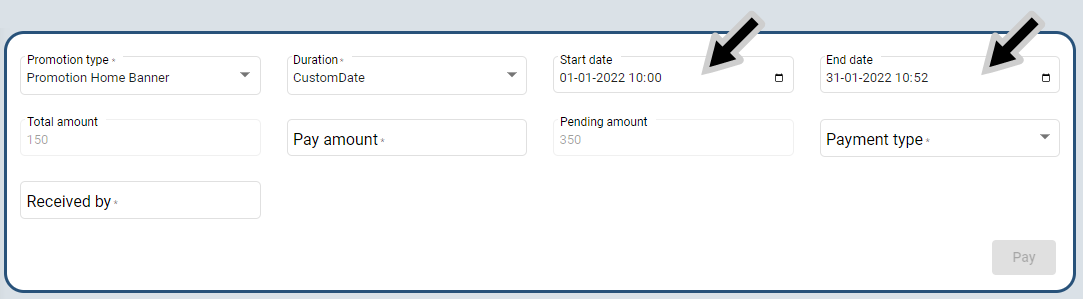 Promotion type *
Promotion Home Banner
Duration *
CustomDate
Start date
01-01-2022 10:00
End date
31-01-2022 10:52
Total amount
150
Pay amount *
Pending amount
350
Payment type *
Received by *
Pay